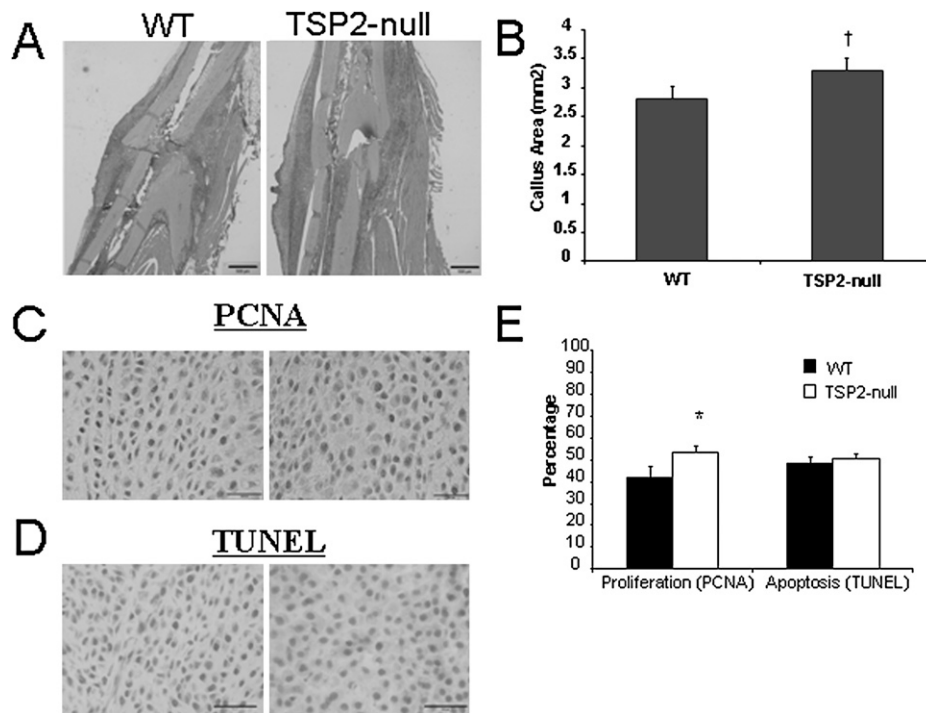 A
WT
TSP2-null
B
†
4
3.5
3
2.5
2
1.5
1
0.5
0
Callus Area (mm2)
WT
TSP2-null
C
PCNA
D
TUNEL
E
100
90
80
70
60
50
40
30
20
10
0
Percentage
WT
TSP2-null
*
Proliferation (PCNA)
Apoptosis (TUNEL)